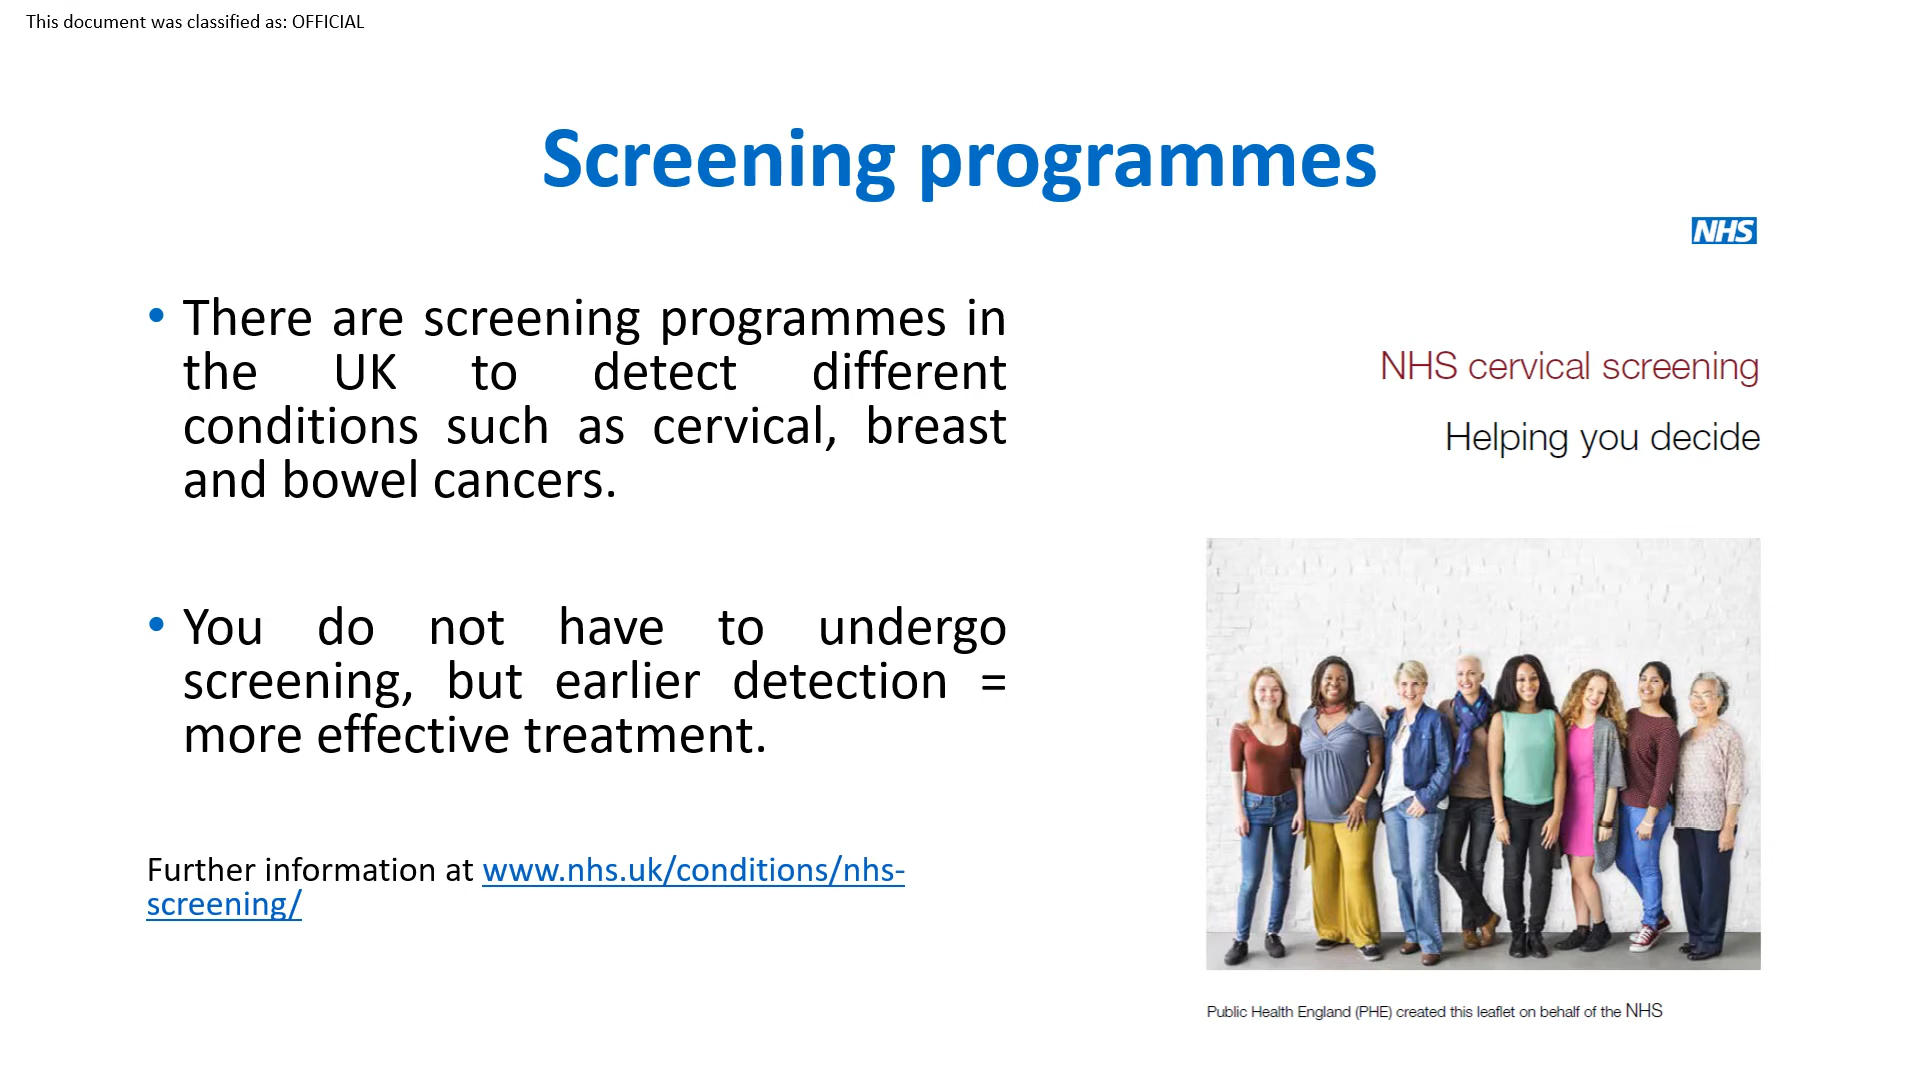 This document was classified as: OFFICIAL
Screening programmes
• There are screening programmes in
the UK to detect different
conditions such as cervical, breast
and bowel cancers.
• You do not have to undergo
screening, but earlier detection =
more effective treatment.
Further information at www.nhs.uk/conditions/nhs-
screening/
NHS
NHS cervical screening
Helping you decide
Public Health England (PHE) created this leaflet on behalf of the NHS